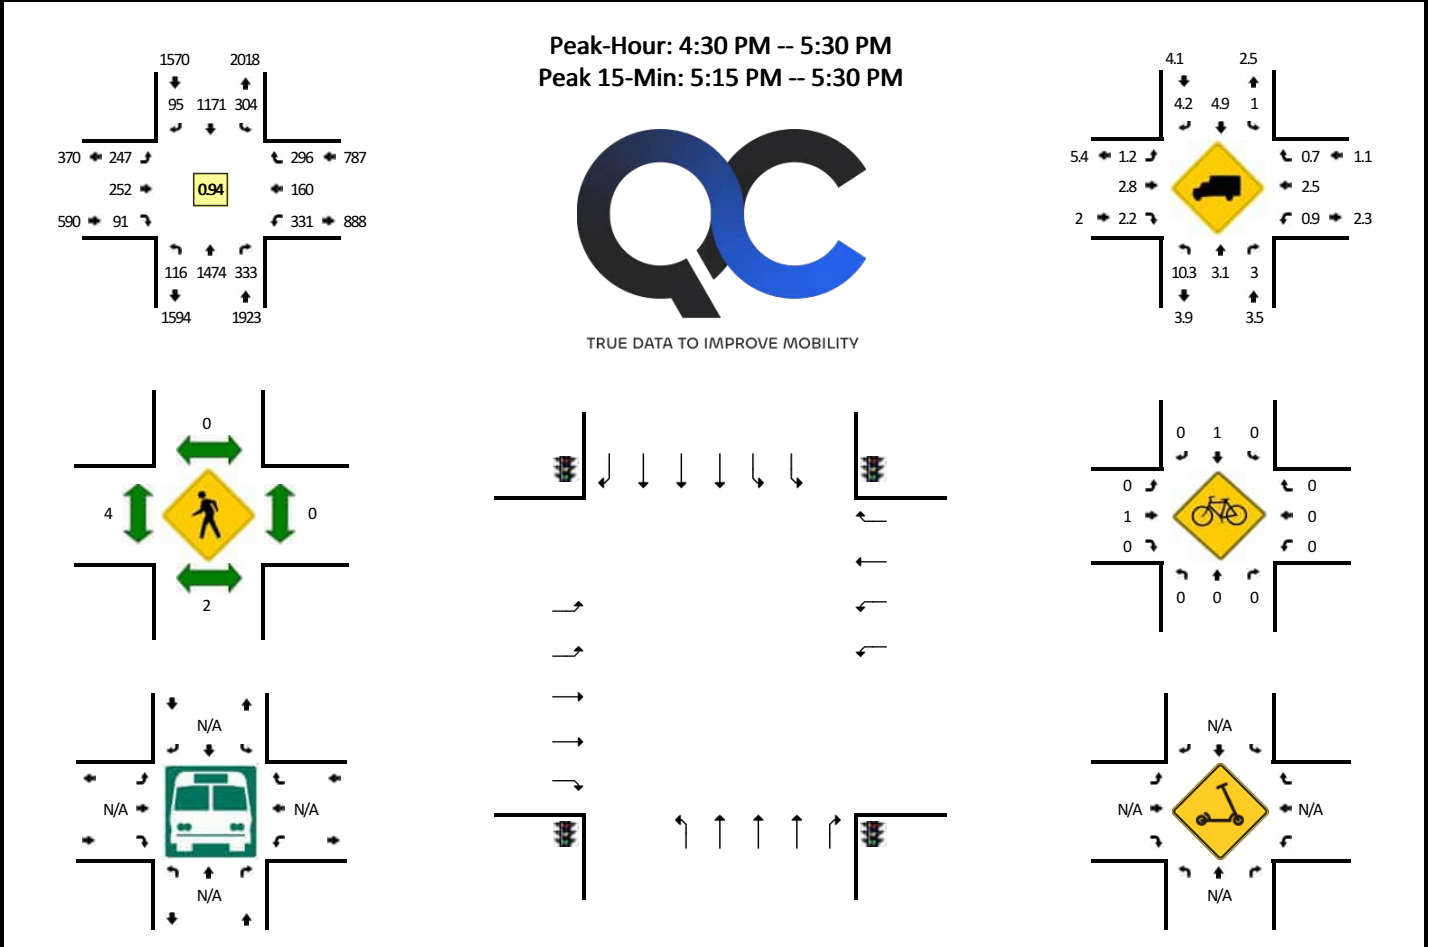 Peak-Hour: 4:30 PM -- 5:30 PM
Peak 15-Min: 5:15 PM -- 5:30 PM
1570 2018
95 1171 304
370 247 296 787
252 0.94 160
590 91 331 888
116 1474 333
1594 1923
QC
TRUE DATA TO IMPROVE MOBILITY
4.1 2.5
4.2 4.9 1
5.4 1.2 0.7 1.1
2.8 2.5
2 2.2 0.9 2.3
10.3 3.1 3
3.9 3.5
0
4 0
2
0 1 0
0 0
1 0
0 0
0 0 0
N/A
N/A N/A
N/A
N/A
N/A N/A
N/A